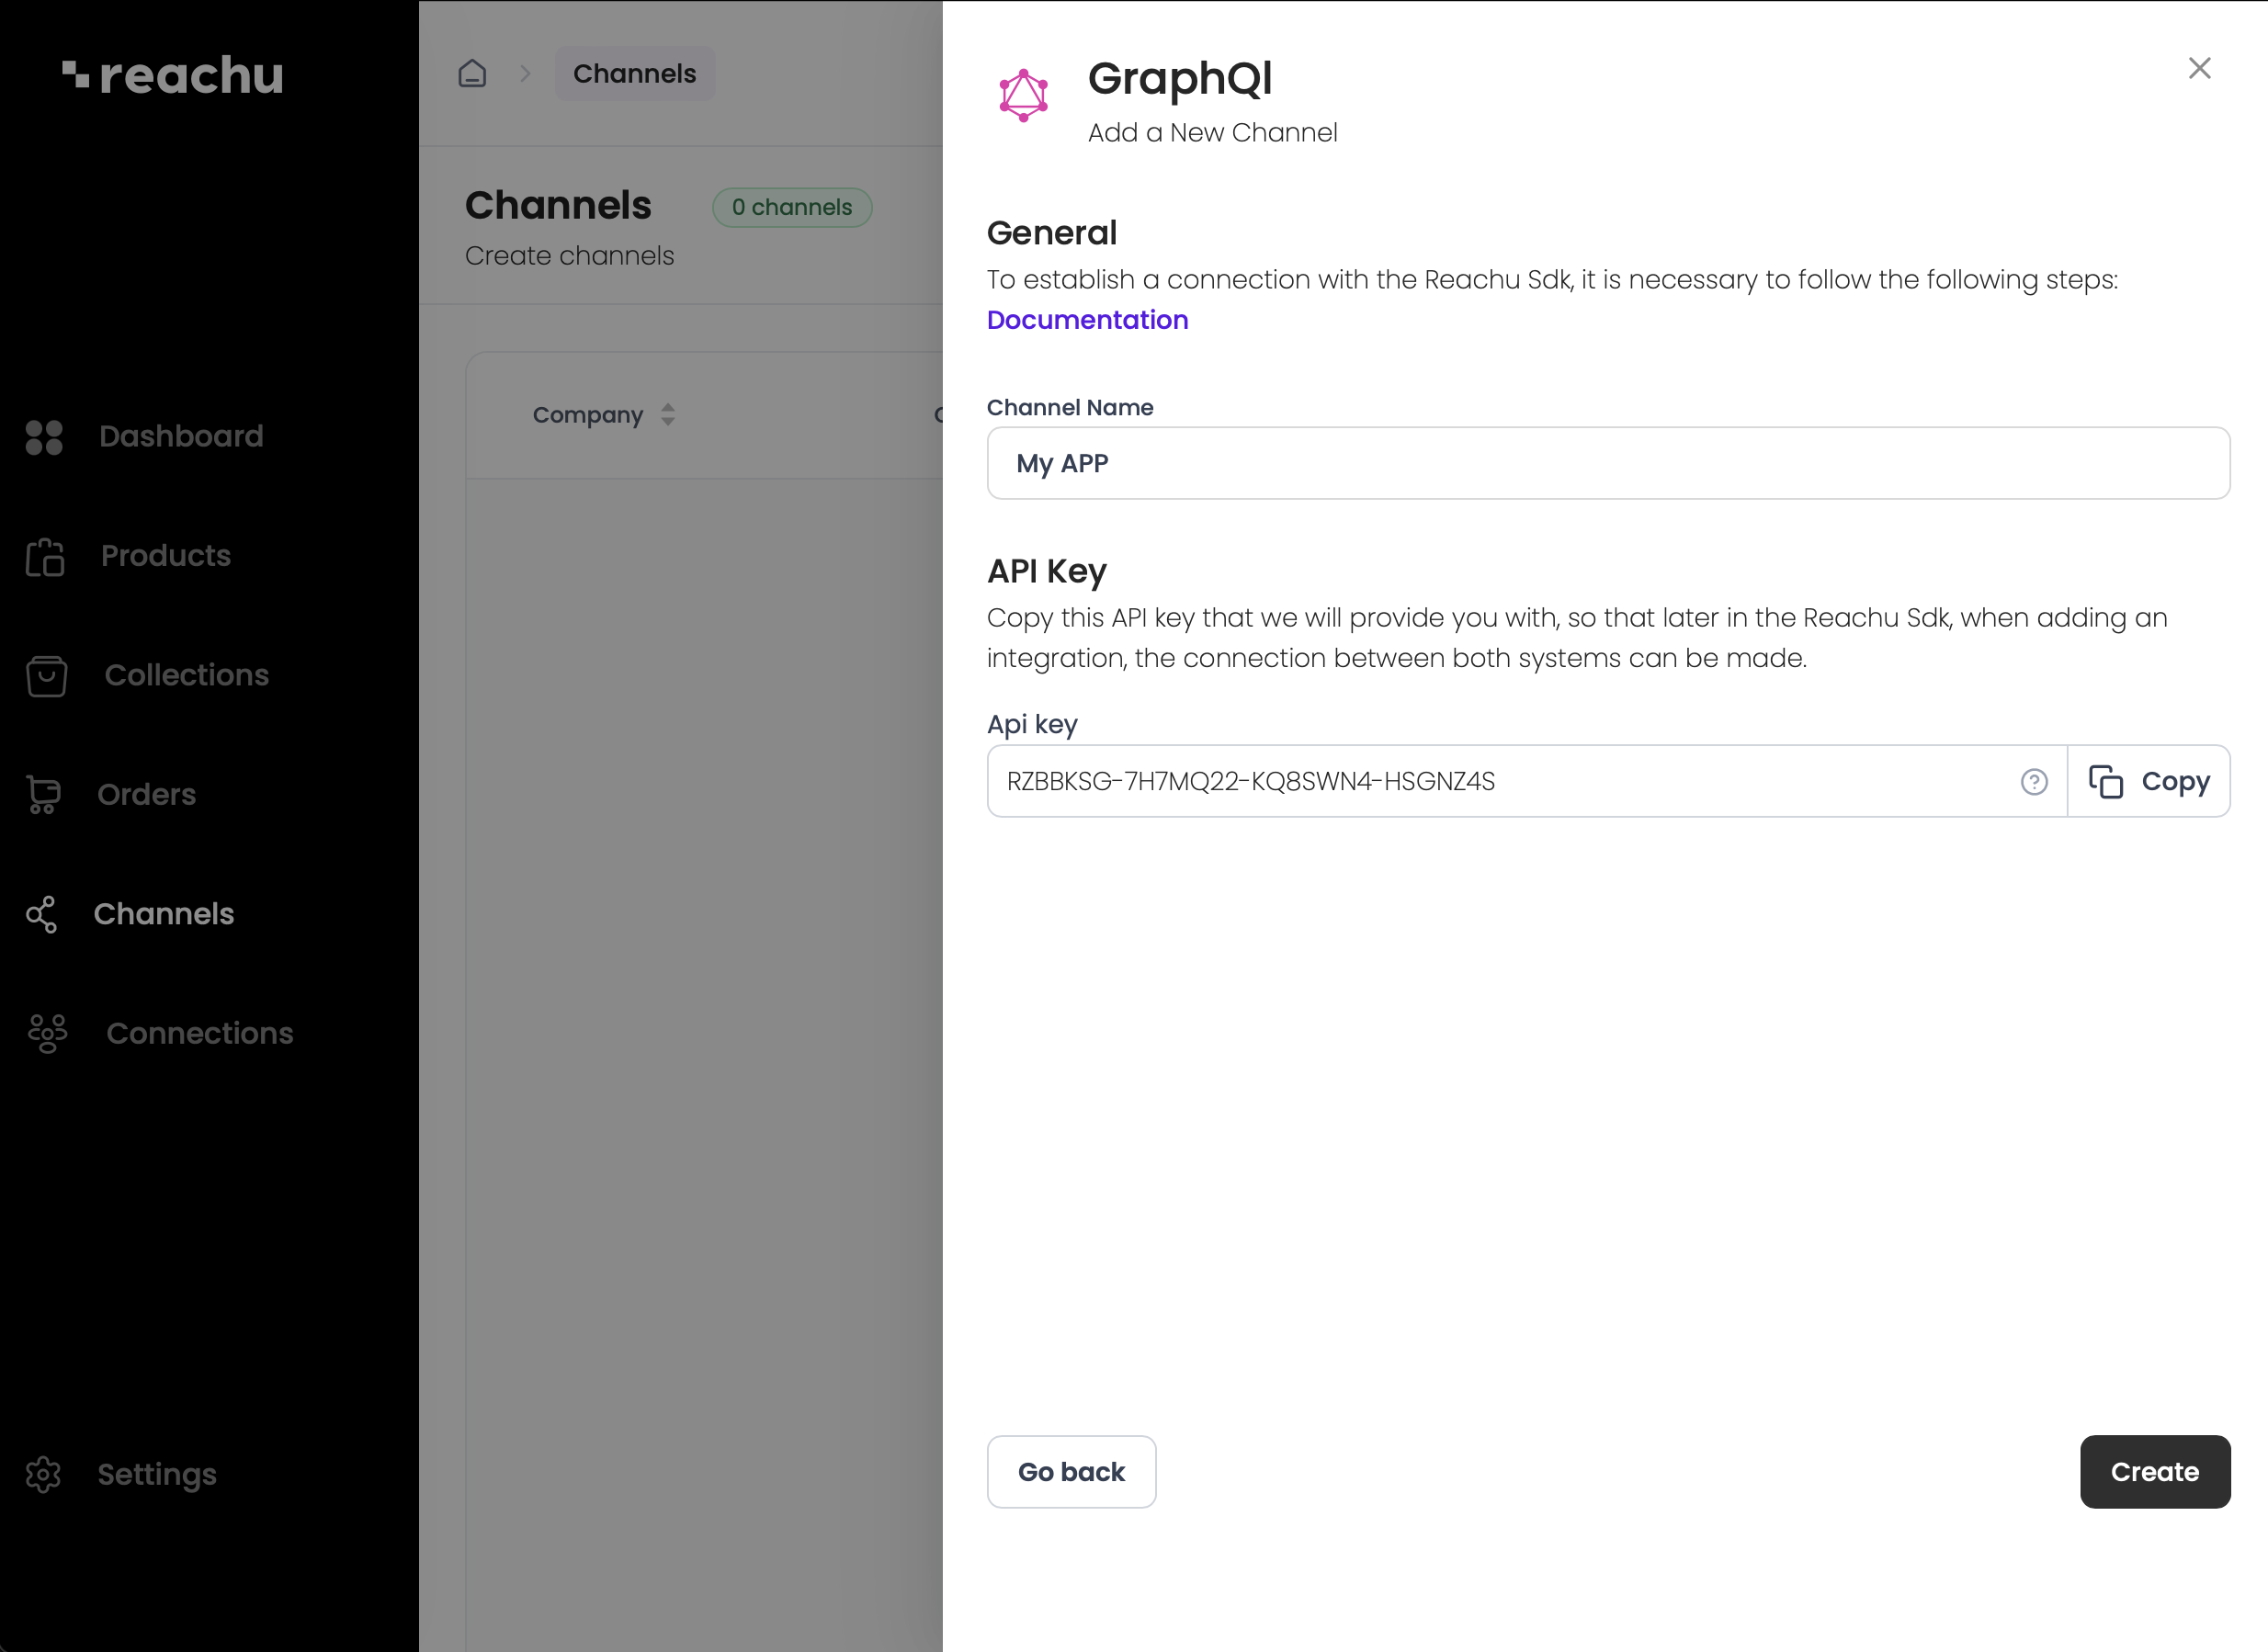 reachu
Dashboard
Products
Collections
Orders
Channels
Connections
Settings
Channels
Channels
0 channels
Create channels
Company
GraphQl
Add a New Channel
General
To establish a connection with the Reachu Sdk, it is necessary to follow the following steps:
Documentation
Channel Name
My APP
API Key
Copy this API key that we will provide you with, so that later in the Reachu Sdk, when adding an
integration, the connection between both systems can be made.
Api key
RZBBKSG-7H7MQ22-KQ8SWN4-HSGNZ4S
Copy
Go back
Create